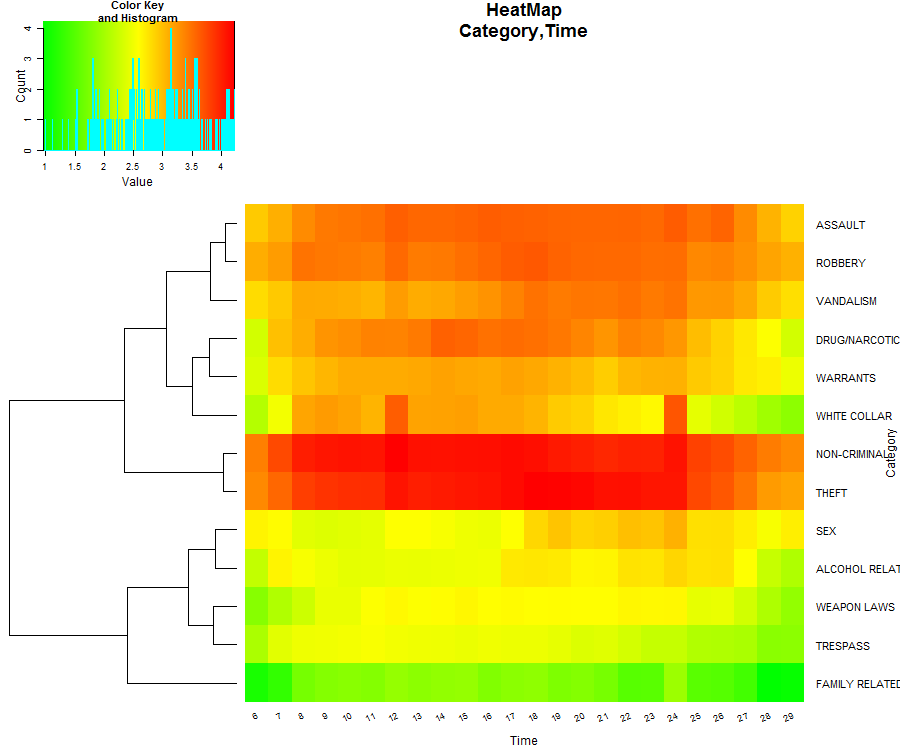 Color Key
and Histogram
HeatMap
Category,Time
Count
0 1 2 3 4
1 1.5 2 2.5 3 3.5 4
Value
ASSAULT
ROBBERY
VANDALISM
DRUG/NARCOTIC
WARRANTS
WHITE COLLAR
NON-CRIMINAL
THEFT
SEX
ALCOHOL RELAT
WEAPON LAWS
TRESPASS
FAMILY RELATED
Category
6 7 8 9 10 11 12 13 14 15 16 17 18 19 20 21 22 23 24 25 26 27 28 29
Time